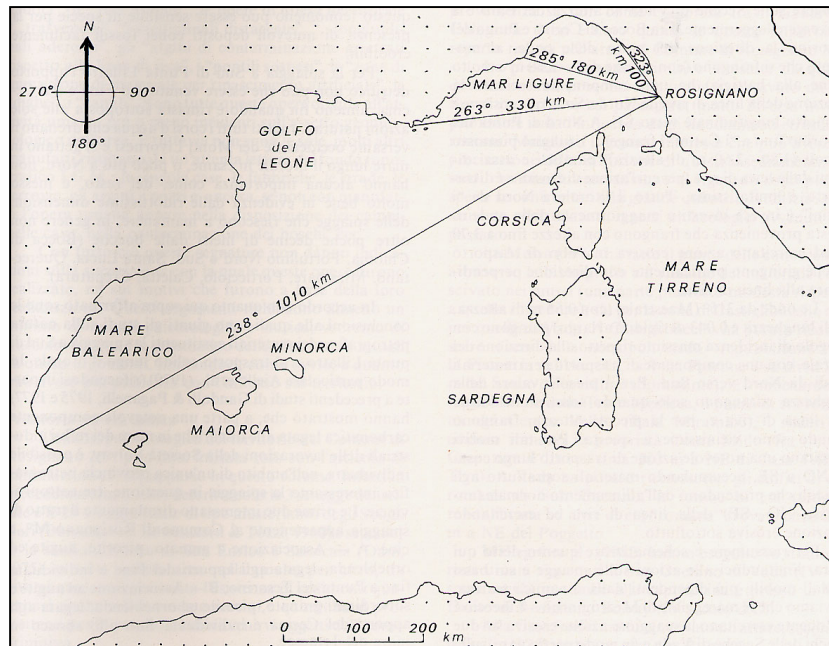 N
270° 90°
180°
GOLFO
del
LEONE
MAR LIGURE
285° 180 km
323°
km 100
ROSIGNANO
263° 330 km
CORSICA
MARE
TIRRENO
238° 1010 km
MARE
BALEARICO
MINORCA
MAIORCA
SARDEGNA
0 100 200
km